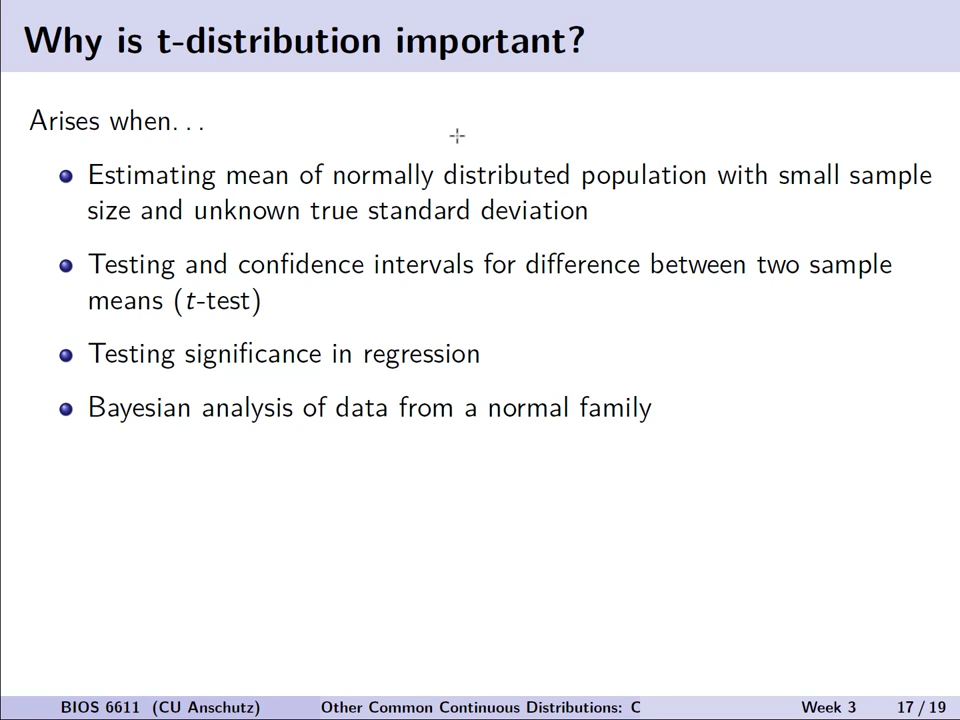 Why is t-distribution important?
Arises when. . .
Estimating mean of normally distributed population with small sample
size and unknown true standard deviation
Testing and confidence intervals for difference between two sample
means (t-test)
Testing significance in regression
Bayesian analysis of data from a normal family
BIOS 6611 (CU Anschutz) Other Common Continuous Distributions: C Week 3 17 / 19